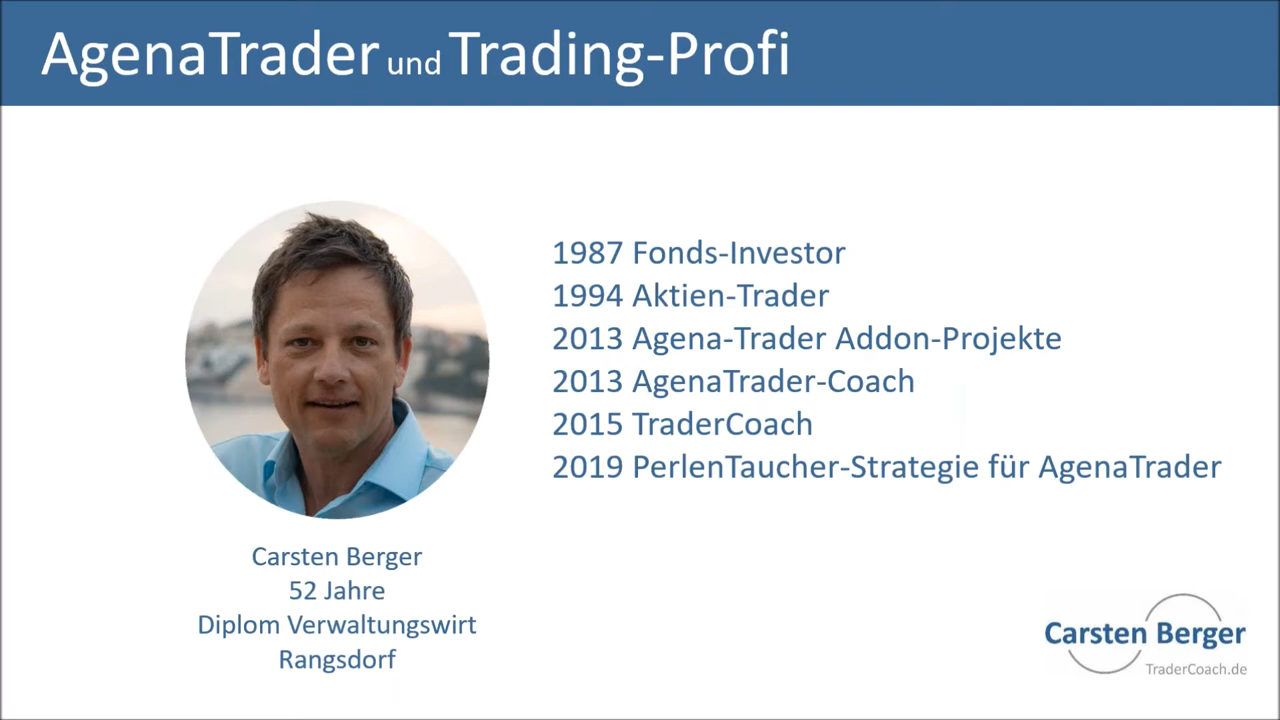 AgenaTrader und Trading-Profi
1987 Fonds-Investor
1994 Aktien-Trader
2013 Agena-Trader Addon-Projekte
2013 AgenaTrader-Coach
2015 TraderCoach
2019 PerlenTaucher-Strategie für AgenaTrader
Carsten Berger
52 Jahre
Diplom Verwaltungswirt
Rangsdorf
Carsten Berger
TraderCoach.de